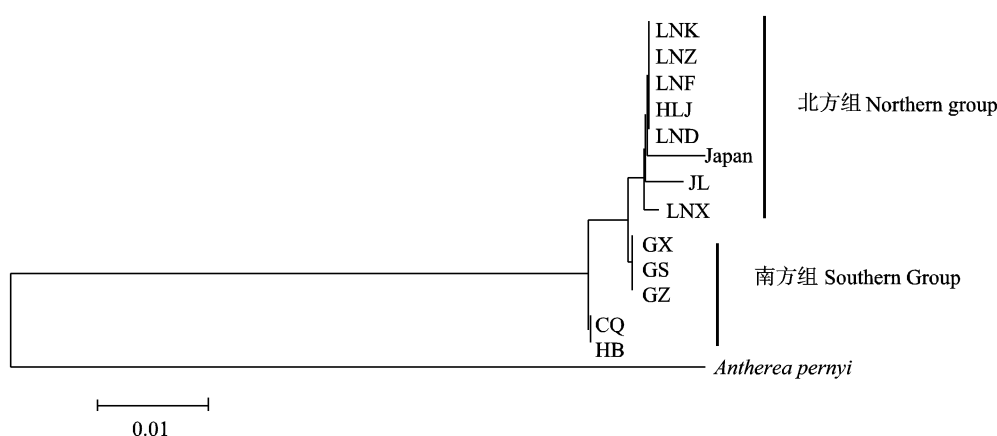 LNK
LNZ
LNF
北方组 Northern group
HLJ
LND
Japan
JL
LNX
GX
GS
南方组 Southern Group
GZ
CQ
HB
Antherea pernyi
0.01